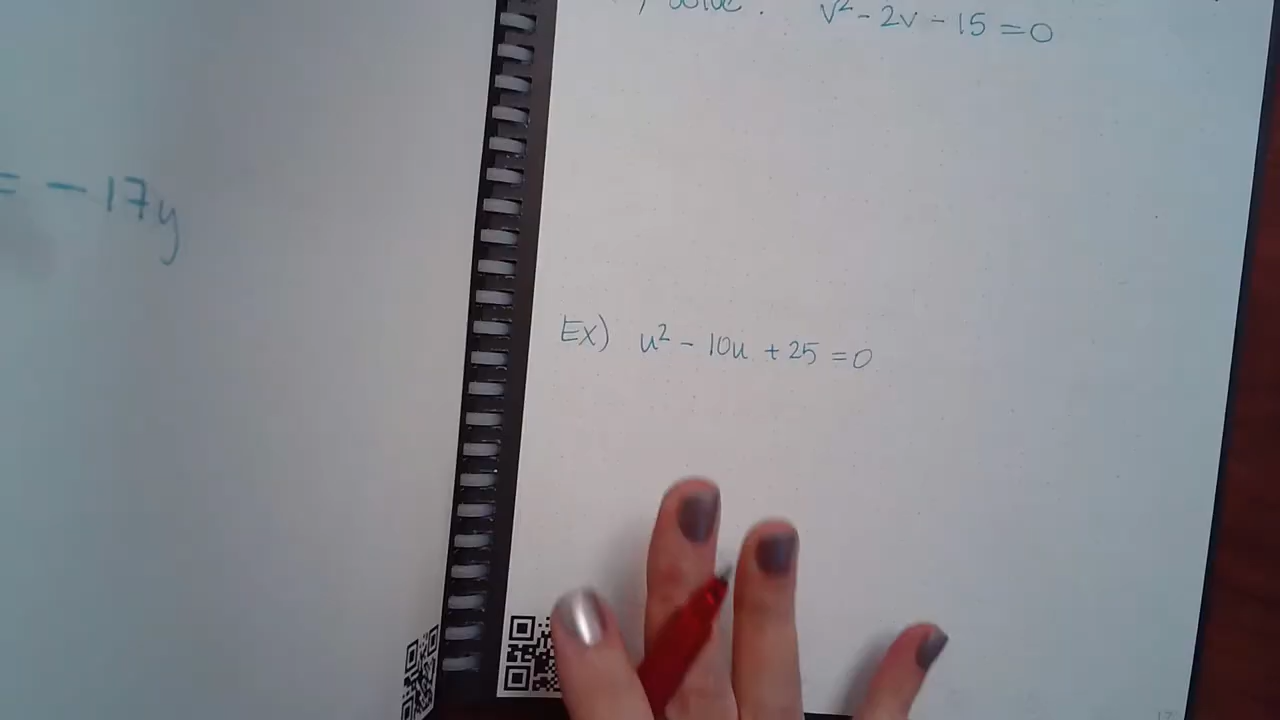 v² - 2v - 15 = 0
= - 17y
Ex) u² - 10u + 25 = 0